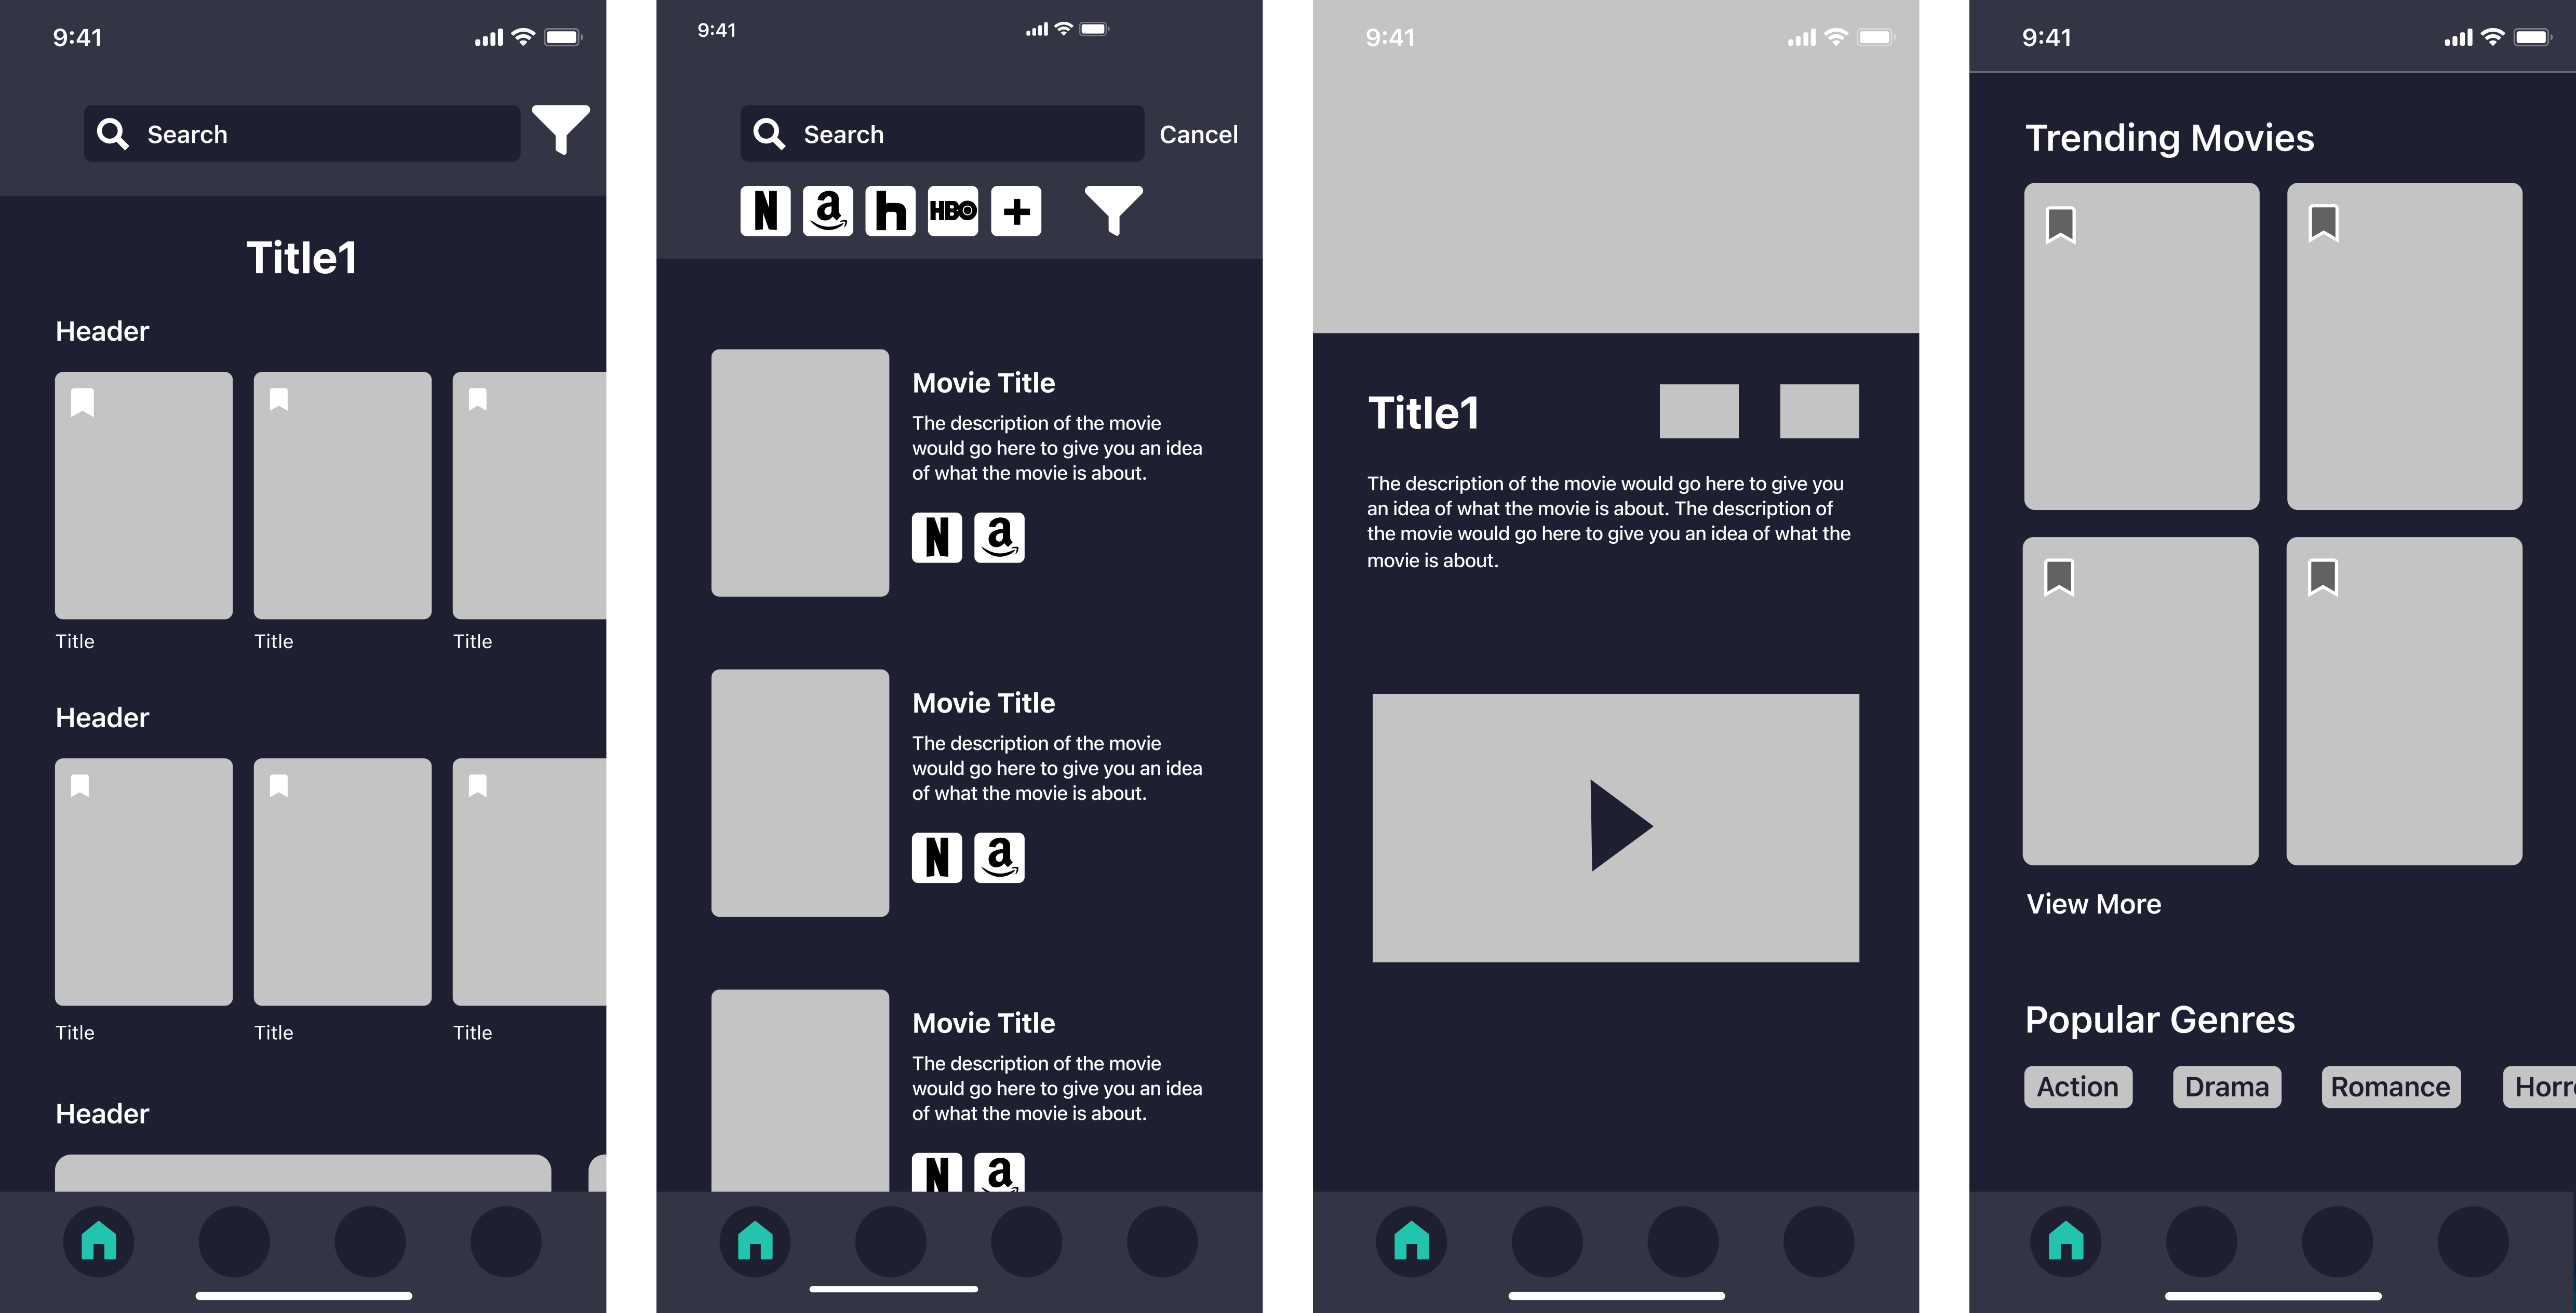 9:41
Search
Title1
Header
Title Title Title
Header
Title Title Title
Header
9:41
Search Cancel
N a h HBO +
Movie Title
The description of the movie
would go here to give you an idea
of what the movie is about.
N a
Movie Title
The description of the movie
would go here to give you an idea
of what the movie is about.
N a
Movie Title
The description of the movie
would go here to give you an idea
of what the movie is about.
N a
9:41
Title1
The description of the movie would go here to give you
an idea of what the movie is about. The description of
the movie would go here to give you an idea of what the
movie is about.
9:41
Trending Movies
View More
Popular Genres
Action Drama Romance Horr